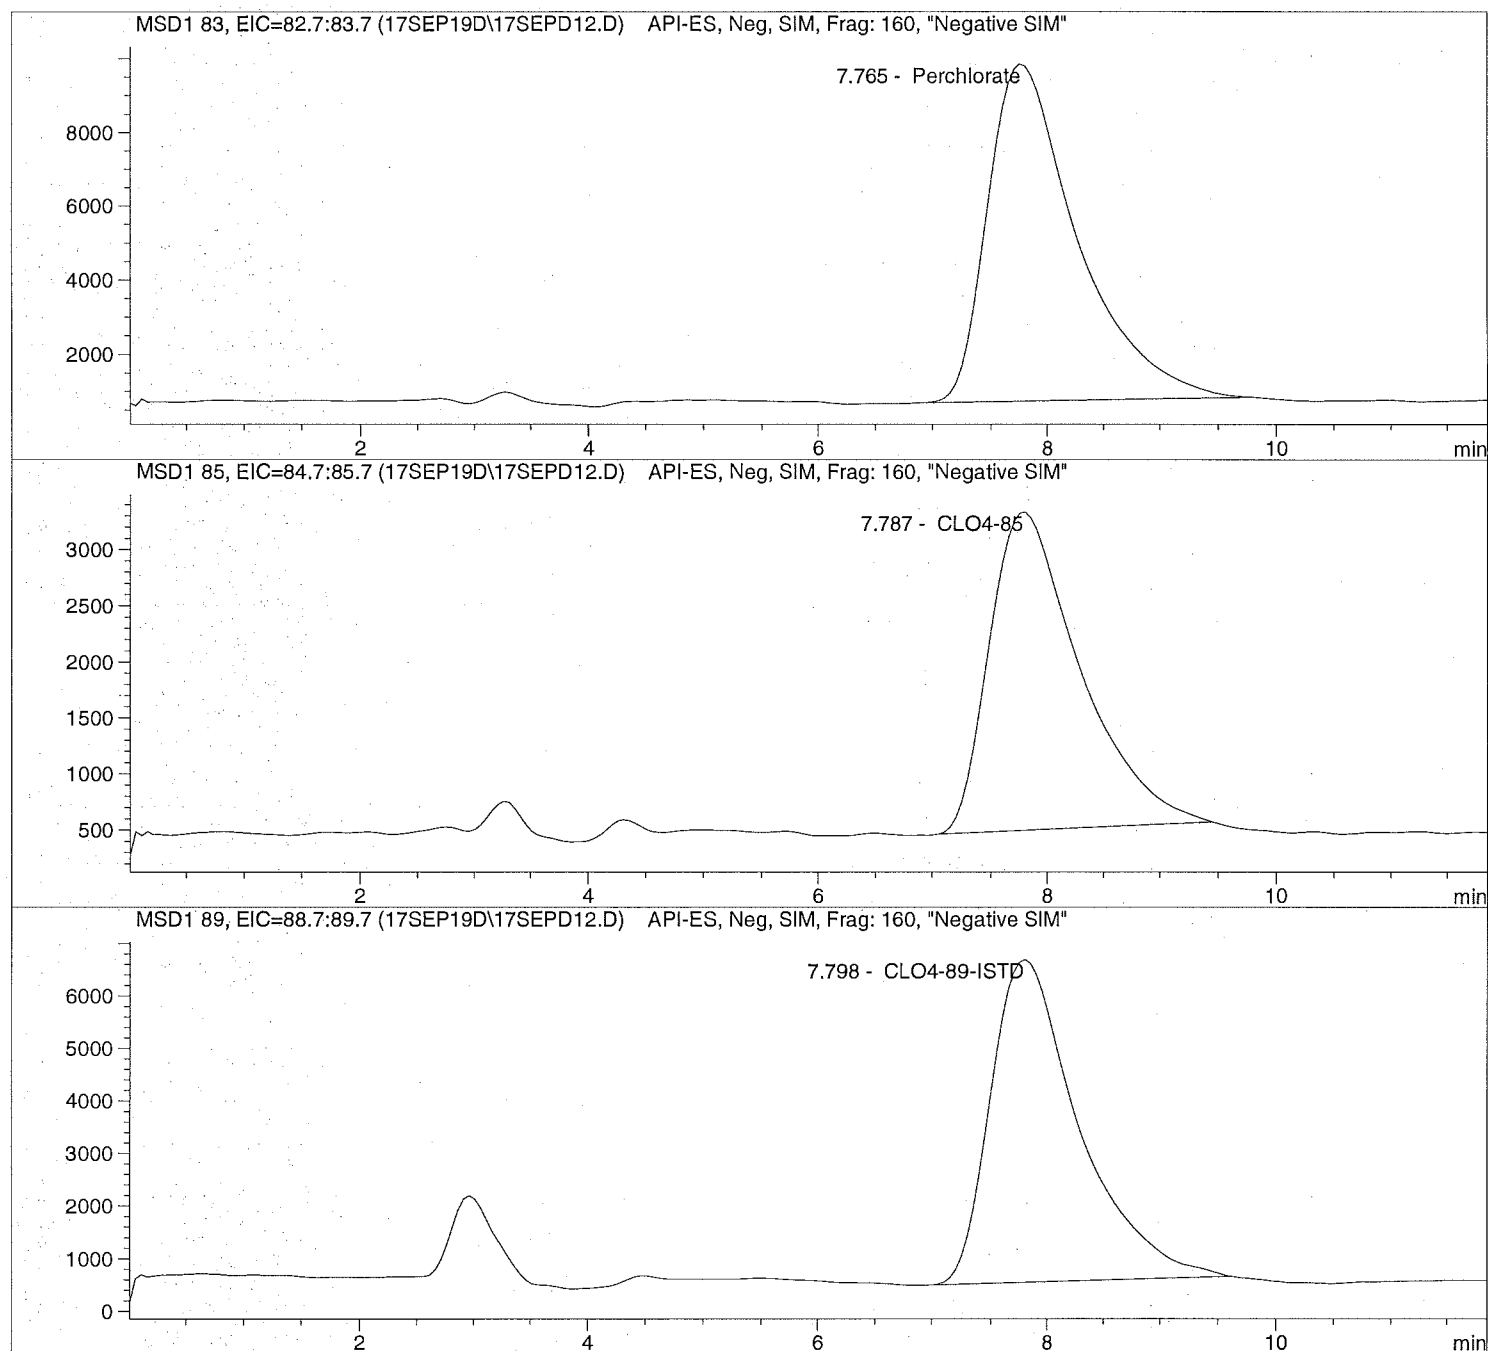 MSD1 83, EIC=82.7:83.7 (17SEP19D\17SEPD12.D) API-ES, Neg, SIM, Frag: 160, "Negative SIM"
7.765 - Perchlorate
8000
6000
4000
2000
2 4 6 8 10 min
MSD1 85, EIC=84.7:85.7 (17SEP19D\17SEPD12.D) API-ES, Neg, SIM, Frag: 160, "Negative SIM"
7.787 - CLO4-85
3000
2500
2000
1500
1000
500
2 4 6 8 10 min
MSD1 89, EIC=88.7:89.7 (17SEP19D\17SEPD12.D) API-ES, Neg, SIM, Frag: 160, "Negative SIM"
7.798 - CLO4-89-ISTD
6000
5000
4000
3000
2000
1000
0
2 4 6 8 10 min